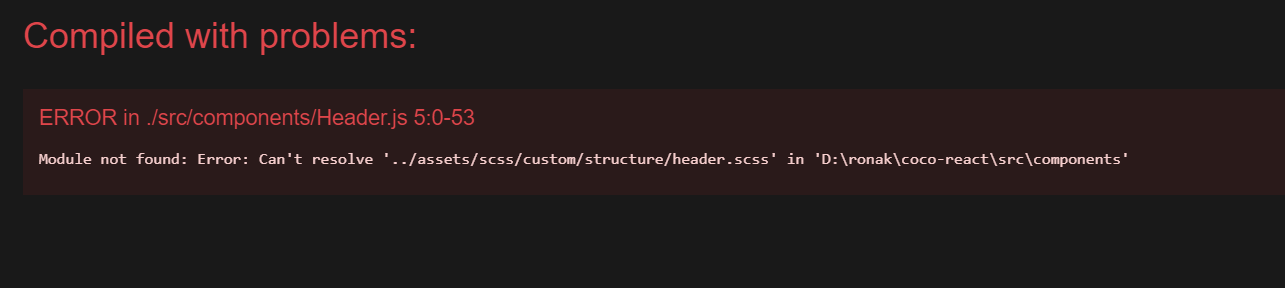 Compiled with problems:
ERROR in ./src/components/Header.js 5:0-53
Module not found: Error: Can't resolve '../assets/scss/custom/structure/header.scss' in 'D:\ronak\coco-react\src\components'